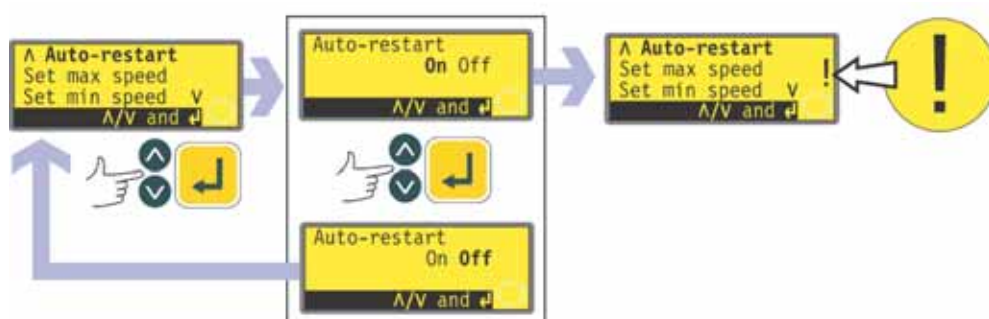 Λ Auto-restart
Set max speed
Set min speed V
Λ/V and ↲
Auto-restart
On Off
Λ/V and ↲
Auto-restart
On Off
Λ/V and ↲
Λ Auto-restart
Set max speed !
Set min speed V
Λ/V and ↲
!